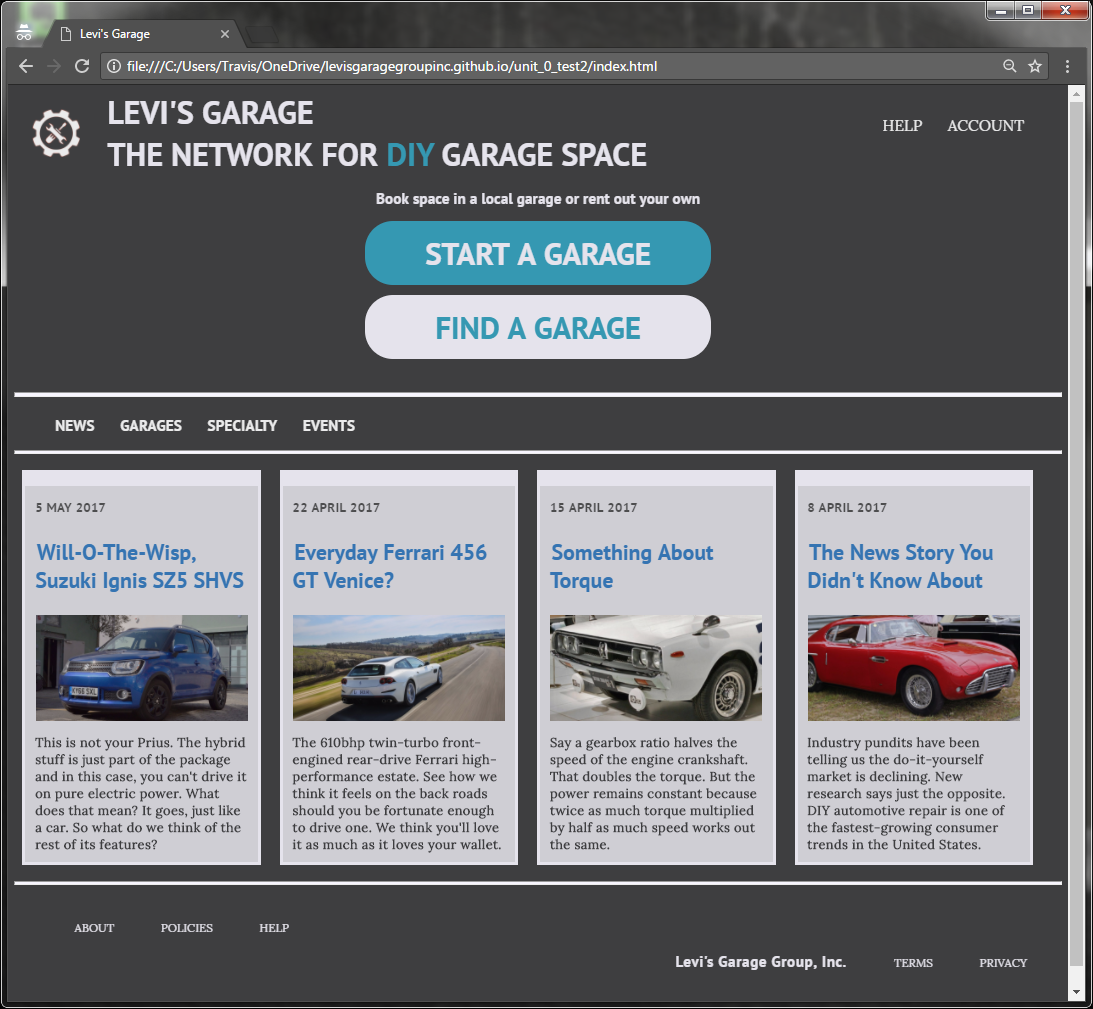 Levi's Garage
file:///C:/Users/Travis/OneDrive/levisgaragegroupinc.github.io/unit_0_test2/index.html
LEVI'S GARAGE
THE NETWORK FOR DIY GARAGE SPACE
HELP ACCOUNT
Book space in a local garage or rent out your own
START A GARAGE
FIND A GARAGE
NEWS GARAGES SPECIALTY EVENTS
5 MAY 2017
Will-O-The-Wisp,
Suzuki Ignis SZ5 SHVS
KY66 SXL
This is not your Prius. The hybrid
stuff is just part of the package
and in this case, you can't drive it
on pure electric power. What
does that mean? It goes, just like
a car. So what do we think of the
rest of its features?
22 APRIL 2017
Everyday Ferrari 456
GT Venice?
The 610bhp twin-turbo front-
engined rear-drive Ferrari high-
performance estate. See how we
think it feels on the back roads
should you be fortunate enough
to drive one. We think you'll love
it as much as it loves your wallet.
15 APRIL 2017
Something About
Torque
Say a gearbox ratio halves the
speed of the engine crankshaft.
That doubles the torque. But the
power remains constant because
twice as much torque multiplied
by half as much speed works out
the same.
8 APRIL 2017
The News Story You
Didn't Know About
Industry pundits have been
telling us the do-it-yourself
market is declining. New
research says just the opposite.
DIY automotive repair is one of
the fastest-growing consumer
trends in the United States.
ABOUT POLICIES HELP
Levi's Garage Group, Inc. TERMS PRIVACY